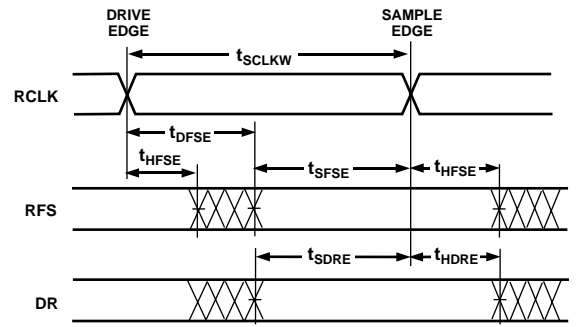 DRIVE
EDGE
SAMPLE
EDGE
tSCLKW
RCLK
tDFSE
tHFSE
tSFSE
tHFSE
RFS
tSDRE
tHDRE
DR